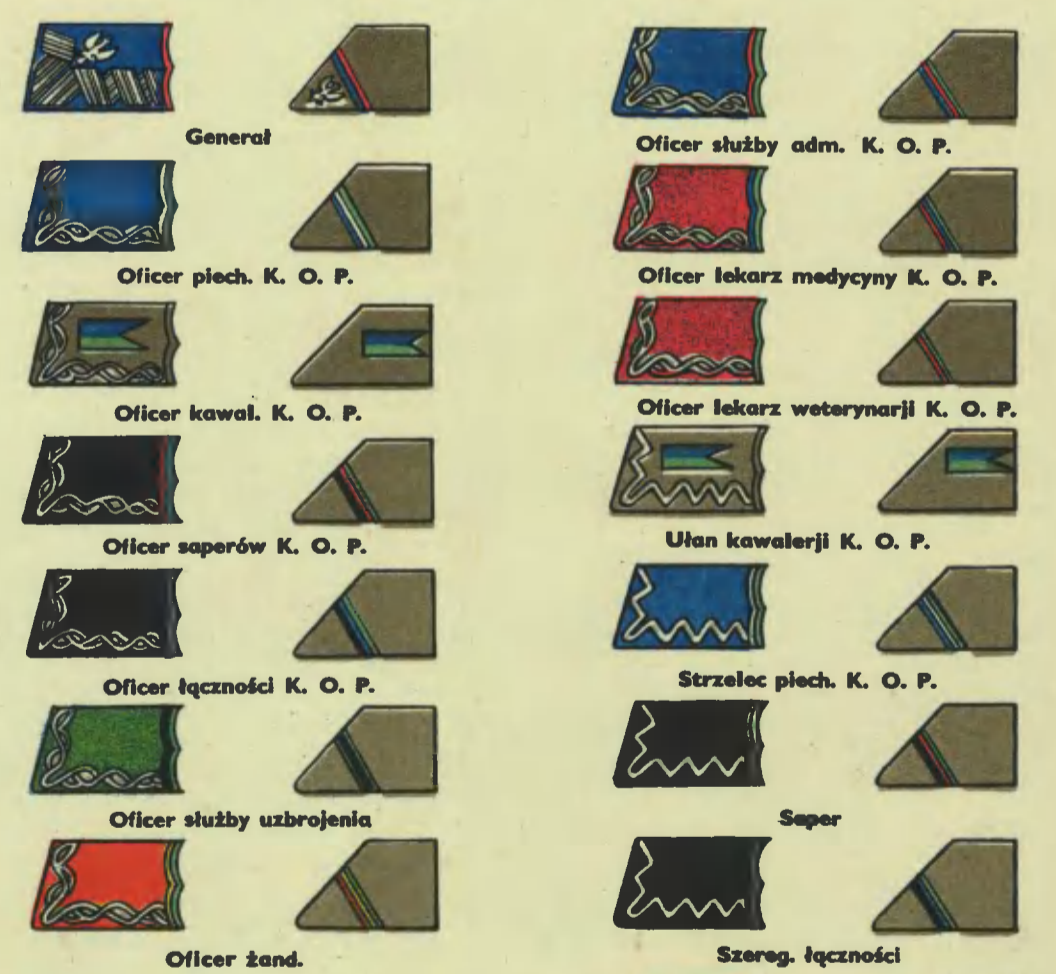 Generał
Oficer piech. K. O. P.
Oficer kawal. K. O. P.
Oficer saperów K. O. P.
Oficer łączności K. O. P.
Oficer służby uzbrojenia
Oficer żand.
Oficer służby adm. K. O. P.
Oficer lekarz medycyny K. O. P.
Oficer lekarz weterynarji K. O. P.
Ułan kawalerji K. O. P.
Strzelec piech. K. O. P.
Saper
Szereg. łączności